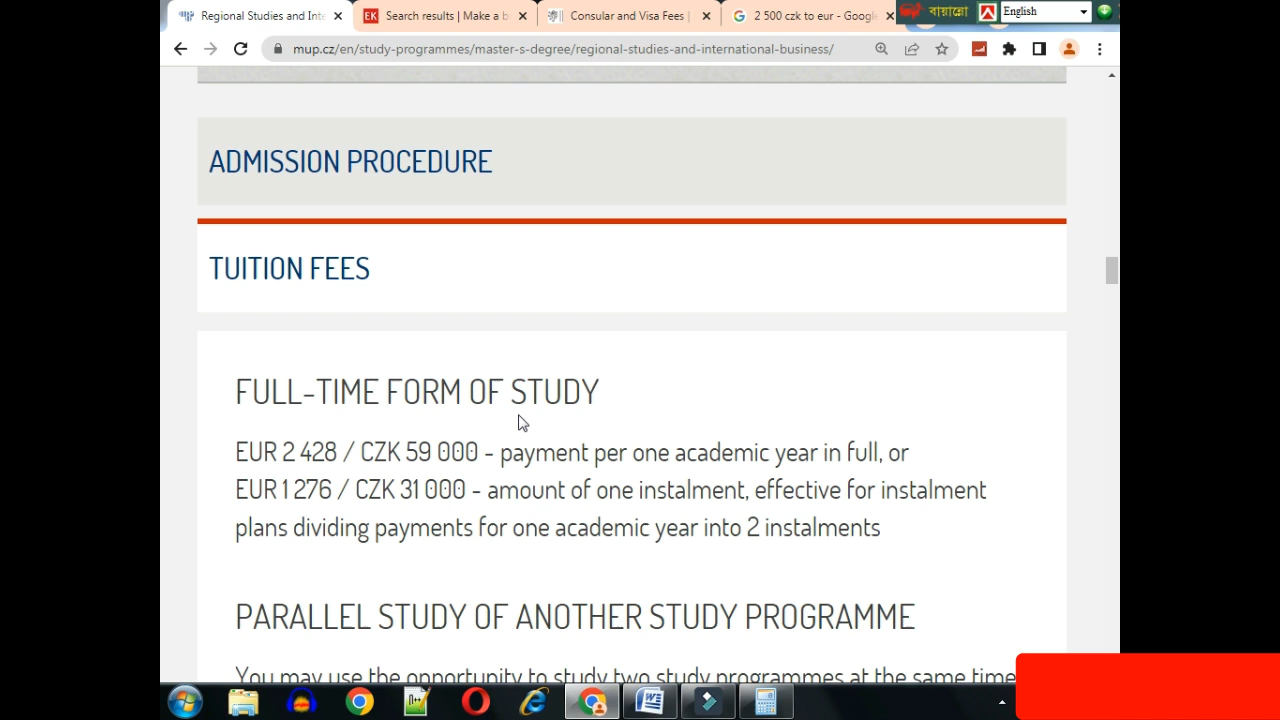 Regional Studies and Inte
Search results | Make a b
Consular and Visa Fees |
2 500 czk to eur - Google
বায়ান্নো
English
mup.cz/en/study-programmes/master-s-degree/regional-studies-and-international-business/
ADMISSION PROCEDURE
TUITION FEES
FULL-TIME FORM OF STUDY
EUR 2 428 / CZK 59 000 - payment per one academic year in full, or
EUR 1 276 / CZK 31 000 - amount of one instalment, effective for instalment
plans dividing payments for one academic year into 2 instalments
PARALLEL STUDY OF ANOTHER STUDY PROGRAMME
You may use the opportunity to study two study programmes at the same time